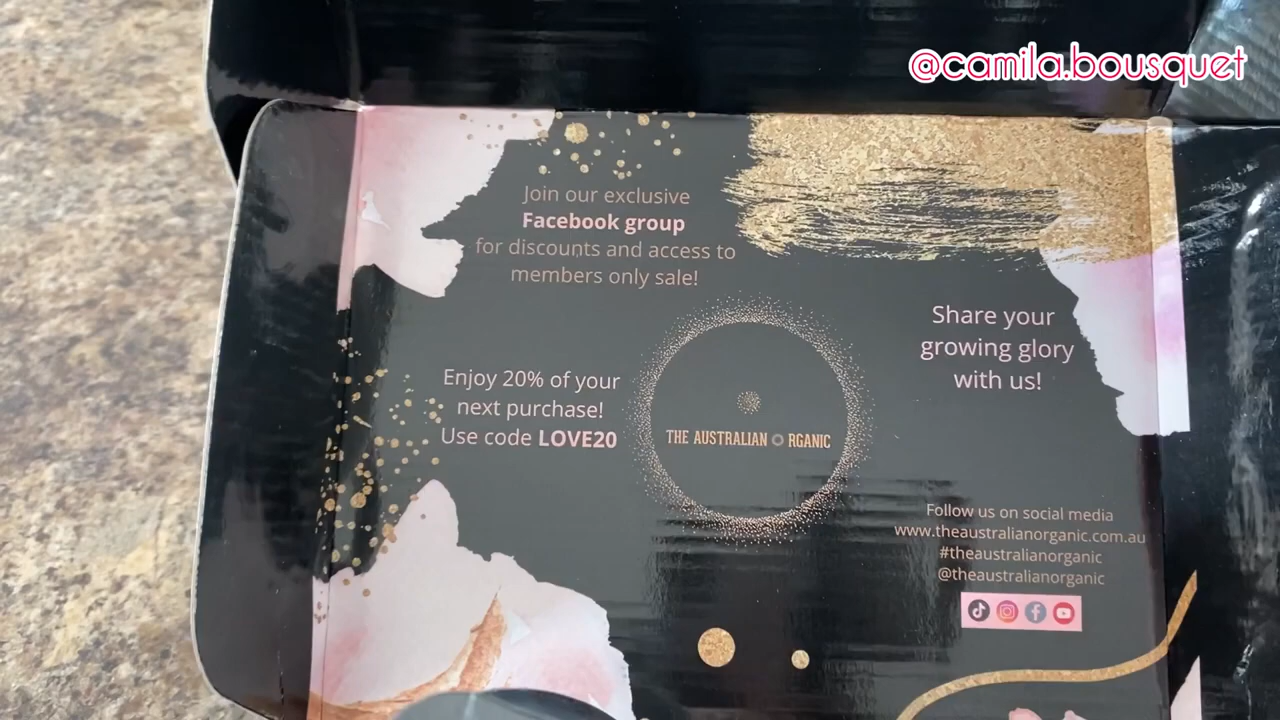 @camila.bousquet
Join our exclusive
Facebook group
for discounts and access to
members only sale!
Share your
growing glory
with us!
Enjoy 20% of your
next purchase!
Use code LOVE20
THE AUSTRALIAN ORGANIC
Follow us on social media
www.theaustralianorganic.com.au
#theaustralianorganic
@theaustralianorganic